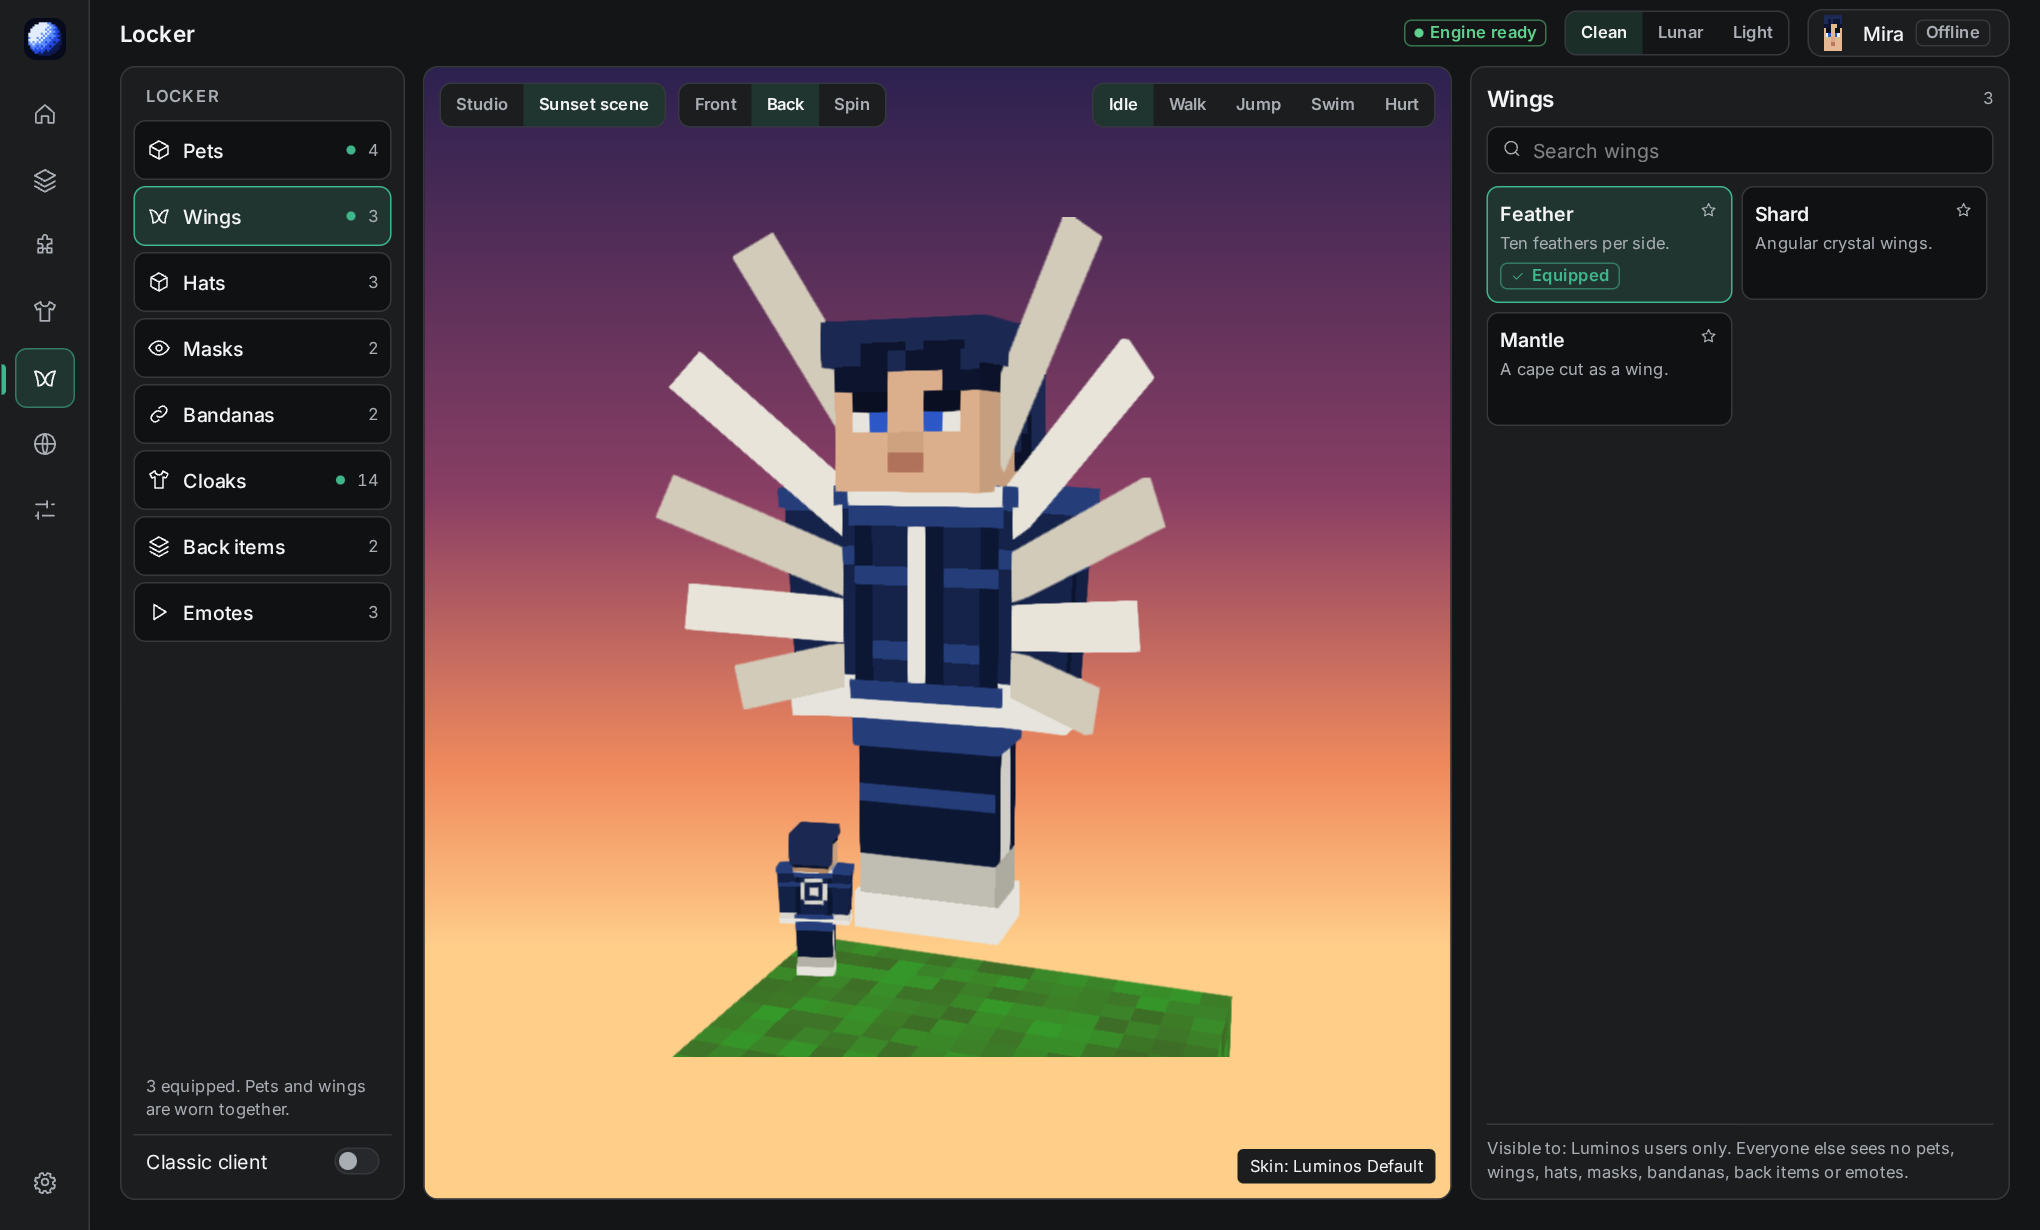 Locker
Engine ready
Clean
Lunar
Light
Mira
Offline
LOCKER
Pets
4
Wings
3
Hats
3
Masks
2
Bandanas
2
Cloaks
14
Back items
2
Emotes
3
3 equipped. Pets and wings
are worn together.
Classic client
Studio
Sunset scene
Front
Back
Spin
Idle
Walk
Jump
Swim
Hurt
Skin: Luminos Default
Wings
3
Search wings
Feather
Ten feathers per side.
Equipped
Shard
Angular crystal wings.
Mantle
A cape cut as a wing.
Visible to: Luminos users only. Everyone else sees no pets,
wings, hats, masks, bandanas, back items or emotes.